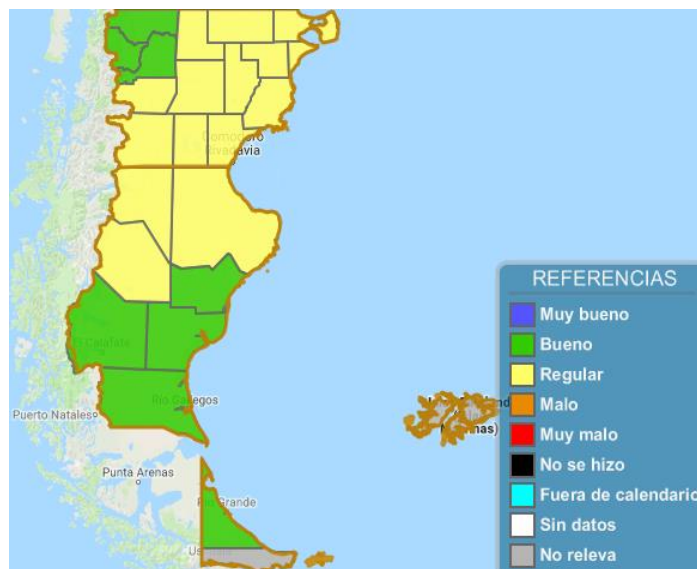 Comodoro
Rivadavia
REFERENCIAS
Muy bueno
Bueno
El Calafate
Regular
Malo
Río Gallegos
Puerto Natales
Muy malo
No se hizo
Punta Arenas
Fuera de calendario
Río Grande
Sin datos
No releva